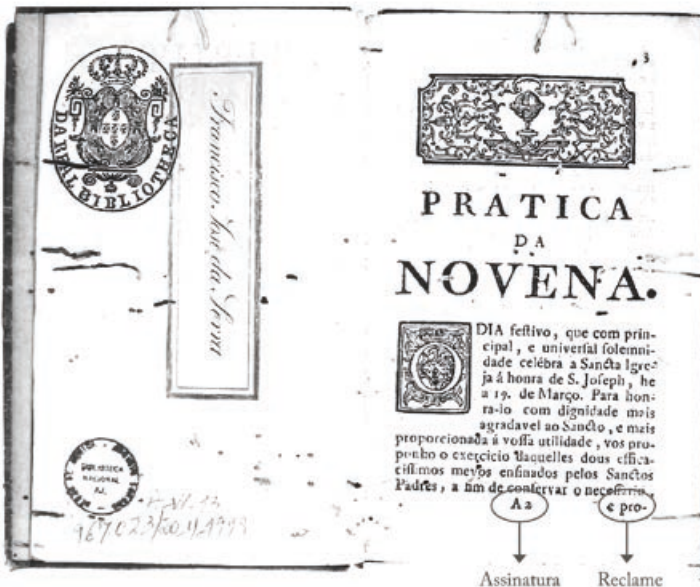 DA REAL BIBLIOTHECA
Francisco José da Serra
BIBLIOTECA
NACIONAL
3
PRATICA
DA
NOVENA.
O DIA feſtivo, que com prin-
cipal, e univerſal ſolemni-
dade celébra a Sancta Igre-
ja á honra de S. Joſeph, he
a 19. de Março. Para hon-
ra-lo com dignidade mais
agradavel ao Sancto, e mais
proporcionada á voſſa utilidade, vos pro-
ponho o exercicio daquelles dous effica-
ciſſimos meyos enſinados pelos Sanctos
Padres, a fim de conſervar o neceſſario,
A2 e pro-
Assinatura Reclame